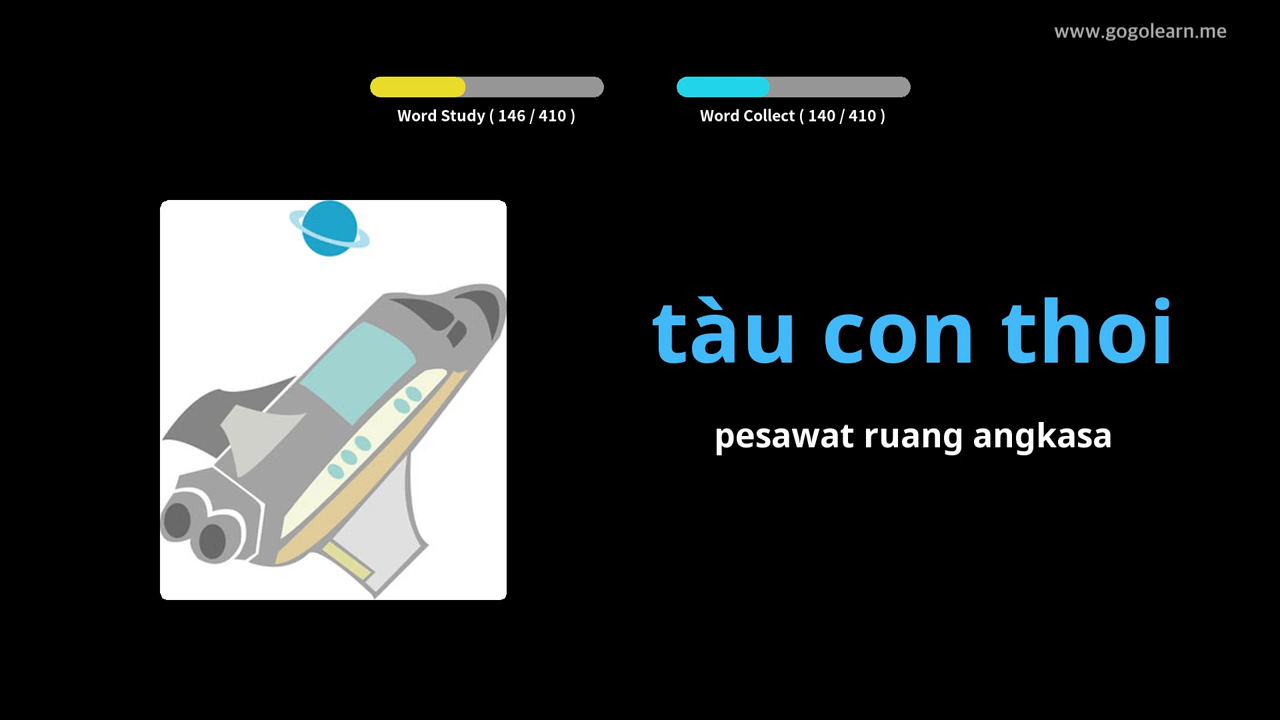 www.gogolearn.me
Word Study ( 146 / 410 )
Word Collect ( 140 / 410 )
tàu con thoi
pesawat ruang angkasa